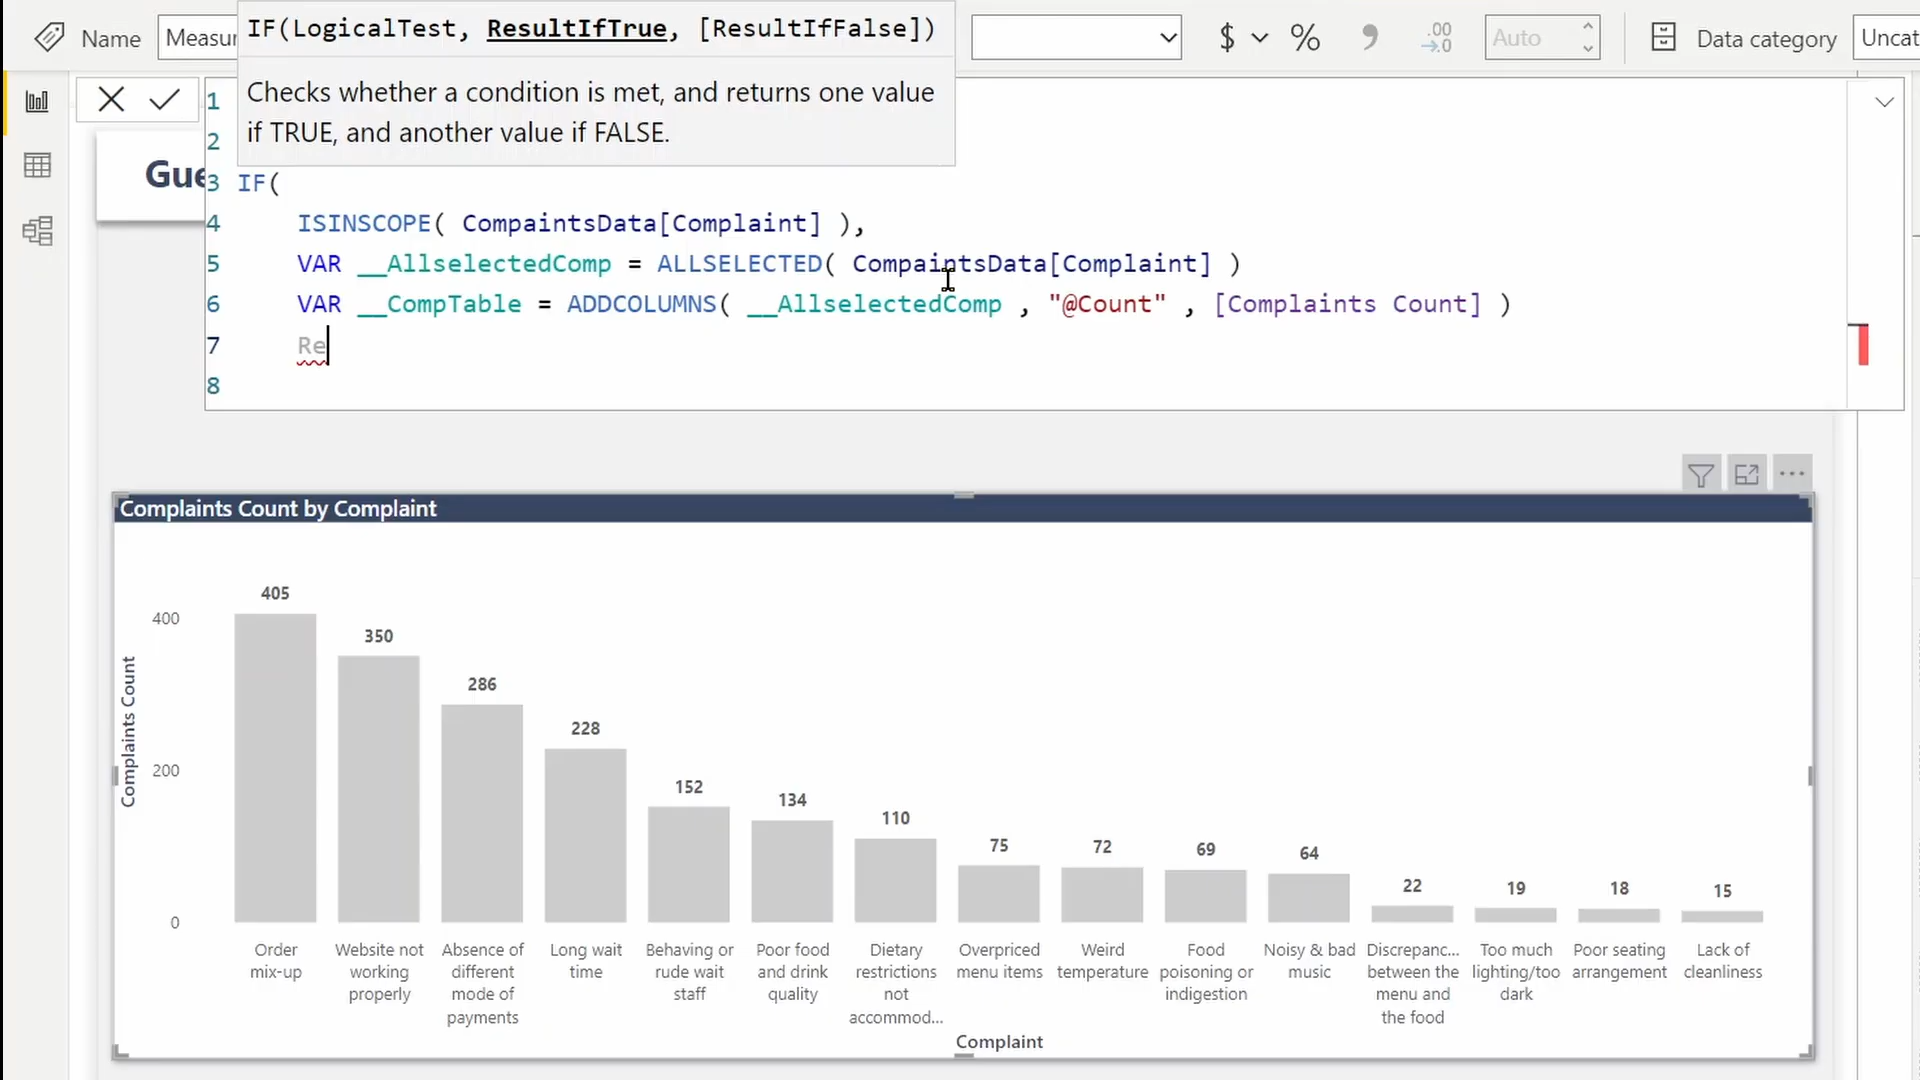 Name
Measur
IF(LogicalTest, ResultIfTrue, [ResultIfFalse])
Checks whether a condition is met, and returns one value
if TRUE, and another value if FALSE.
$
%
.00
→.0
Auto
Data category
Uncat
Gue
1
2
3 IF(
4 ISINSCOPE( CompaintsData[Complaint] ),
5 VAR __AllselectedComp = ALLSELECTED( CompaintsData[Complaint] )
6 VAR __CompTable = ADDCOLUMNS( __AllselectedComp , "@Count" , [Complaints Count] )
7 Re
8
Complaints Count by Complaint
Complaints Count
400
200
0
405
350
286
228
152
134
110
75
72
69
64
22
19
18
15
Order
mix-up
Website not
working
properly
Absence of
different
mode of
payments
Long wait
time
Behaving or
rude wait
staff
Poor food
and drink
quality
Dietary
restrictions
not
accommod...
Overpriced
menu items
Weird
temperature
Food
poisoning or
indigestion
Noisy & bad
music
Discrepanc...
between the
menu and
the food
Too much
lighting/too
dark
Poor seating
arrangement
Lack of
cleanliness
Complaint